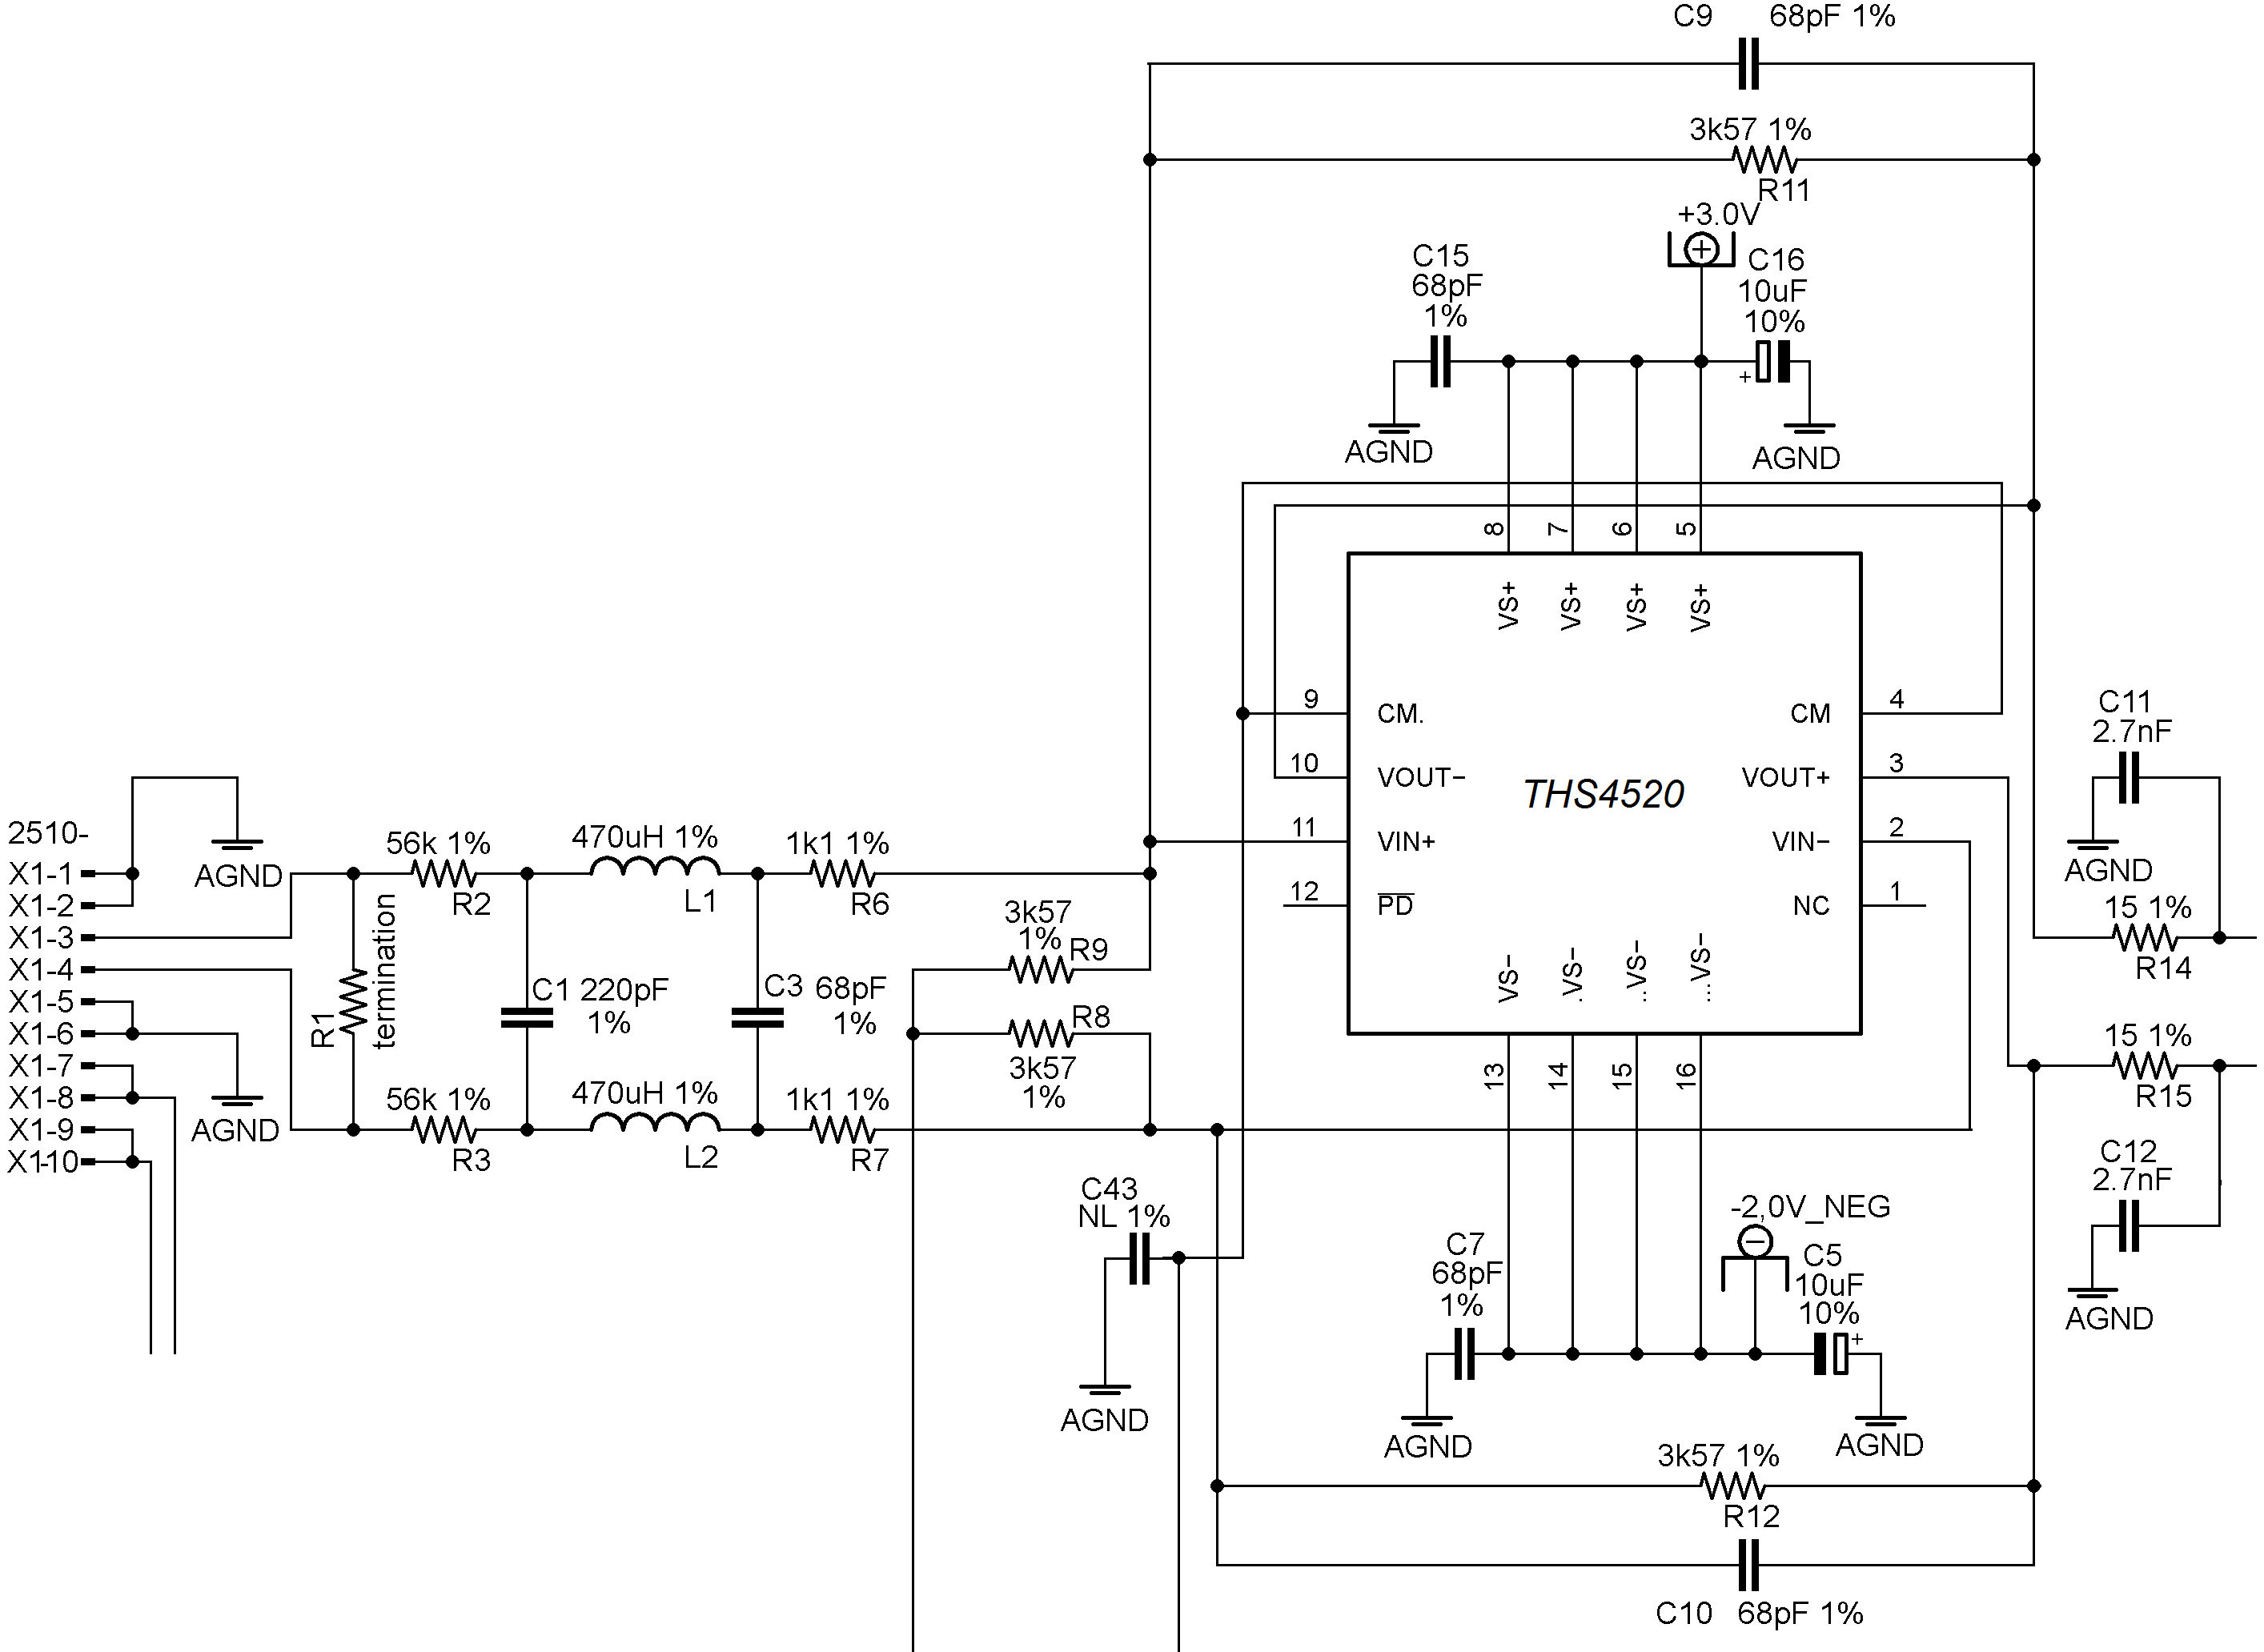 C9 68pF 1%
3k57 1%
R11
+3.0V
C15
68pF
1%
C16
10uF
10%
+
AGND
AGND
8 7 6 5
VS+ VS+ VS+ VS+
9 CM. CM 4
10 VOUT− VOUT+ 3
THS4520
11 VIN+ VIN− 2
12 PD NC 1
VS− .VS− ..VS− ...VS−
13 14 15 16
C11
2.7nF
AGND
15 1%
R14
15 1%
R15
C12
2.7nF
AGND
2510-
X1-1
X1-2
X1-3
X1-4
X1-5
X1-6
X1-7
X1-8
X1-9
X1-10
AGND
AGND
R1
termination
56k 1%
R2
470uH 1%
L1
1k1 1%
R6
C1 220pF
1%
C3 68pF
1%
56k 1%
R3
470uH 1%
L2
1k1 1%
R7
3k57
1%
R9
R8
3k57
1%
C43
NL 1%
AGND
-2,0V_NEG
C7
68pF
1%
C5
10uF
10%
+
AGND
AGND
3k57 1%
R12
C10 68pF 1%